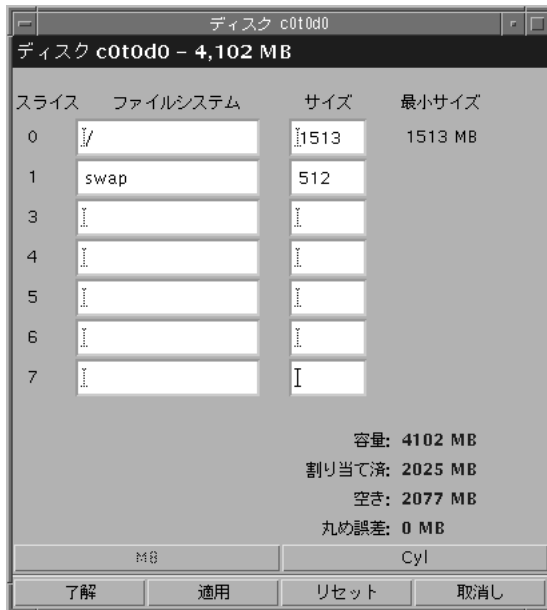 ディスク c0t0d0
ディスク c0t0d0 – 4,102 MB
スライス ファイルシステム サイズ 最小サイズ
0 / 1513 1513 MB
1 swap 512
3
4
5
6
7
容量: 4102 MB
割り当て済: 2025 MB
空き: 2077 MB
丸め誤差: 0 MB
MB Cyl
了解 適用 リセット 取消し